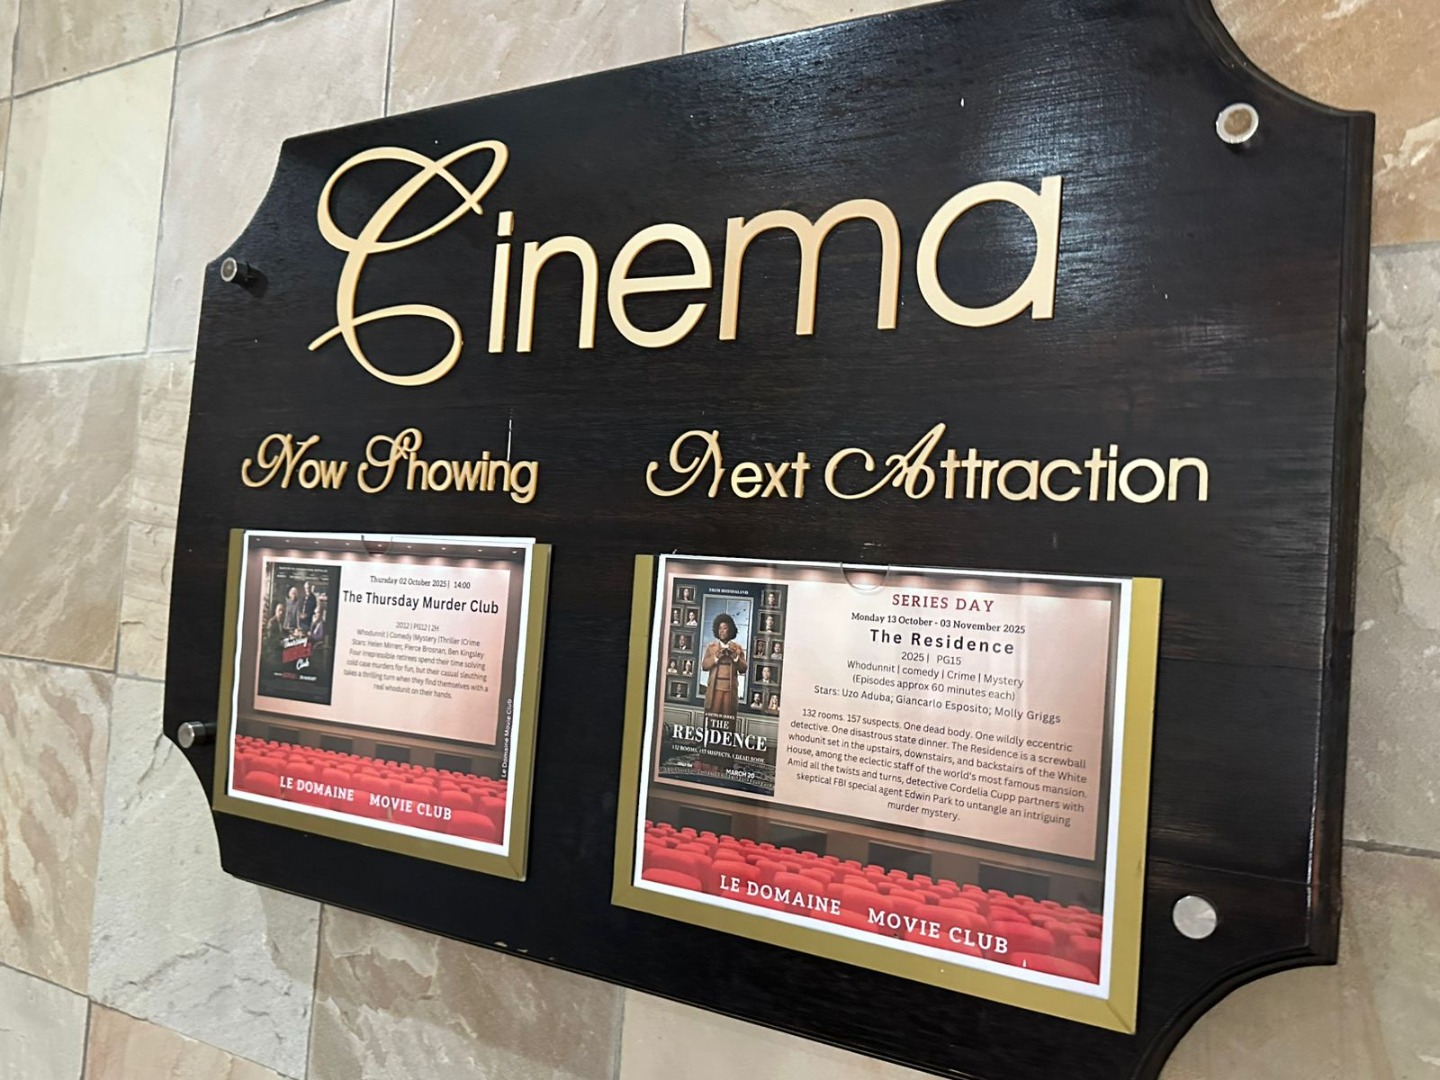 Cinema
Now Showing
Next Attraction
Thursday 02 October 2025| 14:00
The Thursday Murder Club
2012 | PG12 | 2H
Whodunnit | Comedy |Mystery |Thriller |Crime
Stars: Helen Mirren; Pierce Brosnan; Ben Kingsley
Four irrepressible retirees spend their time solving
cold case murders for fun, but their casual sleuthing
takes a thrilling turn when they find themselves with a
real whodunit on their hands.
Le Domaine Movie Club
LE DOMAINE MOVIE CLUB
SERIES DAY
Monday 13 October - 03 November 2025
The Residence
2025 | PG15
Whodunnit | comedy | Crime | Mystery
(Episodes approx 60 minutes each)
Stars: Uzo Aduba; Giancarlo Esposito; Molly Griggs
132 rooms. 157 suspects. One dead body. One wildly eccentric
detective. One disastrous state dinner. The Residence is a screwball
whodunit set in the upstairs, downstairs, and backstairs of the White
House, among the eclectic staff of the world's most famous mansion.
Amid all the twists and turns, detective Cordelia Cupp partners with
skeptical FBI special agent Edwin Park to untangle an intriguing
murder mystery.
THE
RESIDENCE
132 ROOMS. 157 SUSPECTS. 1 DEAD BODY.
MARCH 20
LE DOMAINE MOVIE CLUB